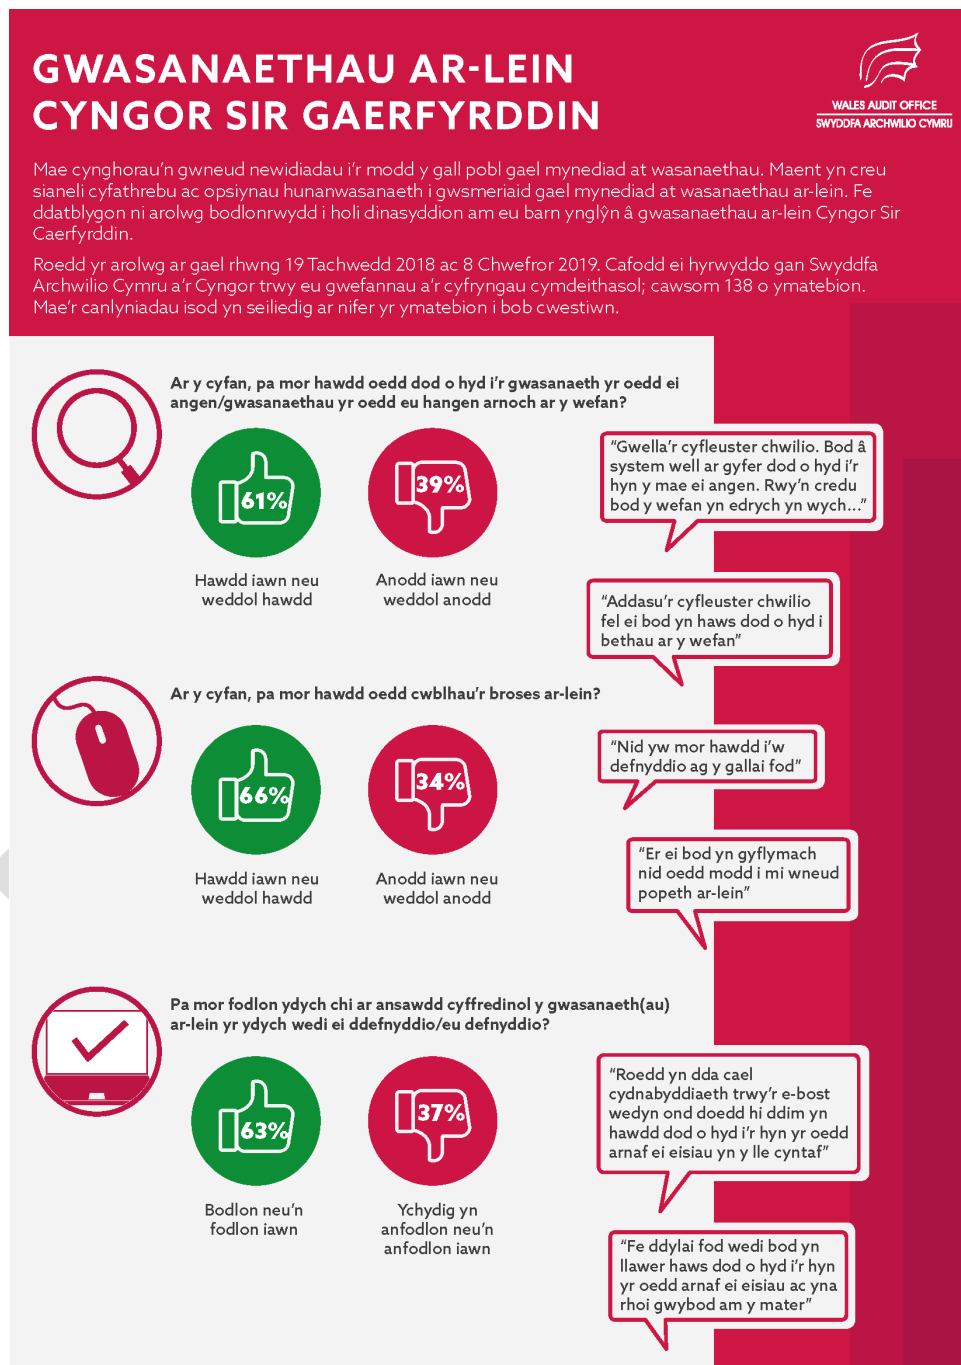 GWASANAETHAU AR-LEIN
CYNGOR SIR GAERFYRDDIN
WALES AUDIT OFFICE
SWYDDFA ARCHWILIO CYMRU
Mae cynghorau'n gwneud newidiadau i'r modd y gall pobl gael mynediad at wasanaethau. Maent yn creu
sianeli cyfathrebu ac opsiynau hunanwasanaeth i gwsmeriaid gael mynediad at wasanaethau ar-lein. Fe
ddatblygon ni arolwg bodlonrwydd i holi dinasyddion am eu barn ynglŷn â gwasanaethau ar-lein Cyngor Sir
Caerfyrddin.
Roedd yr arolwg ar gael rhwng 19 Tachwedd 2018 ac 8 Chwefror 2019. Cafodd ei hyrwyddo gan Swyddfa
Archwilio Cymru a'r Cyngor trwy eu gwefannau a'r cyfryngau cymdeithasol; cawsom 138 o ymatebion.
Mae'r canlyniadau isod yn seiliedig ar nifer yr ymatebion i bob cwestiwn.
Ar y cyfan, pa mor hawdd oedd dod o hyd i'r gwasanaeth yr oedd ei
angen/gwasanaethau yr oedd eu hangen arnoch ar y wefan?
61%
39%
Hawdd iawn neu
weddol hawdd
Anodd iawn neu
weddol anodd
"Gwella'r cyfleuster chwilio. Bod â
system well ar gyfer dod o hyd i'r
hyn y mae ei angen. Rwy'n credu
bod y wefan yn edrych yn wych..."
"Addasu'r cyfleuster chwilio
fel ei bod yn haws dod o hyd i
bethau ar y wefan"
Ar y cyfan, pa mor hawdd oedd cwblhau'r broses ar-lein?
66%
34%
Hawdd iawn neu
weddol hawdd
Anodd iawn neu
weddol anodd
"Nid yw mor hawdd i'w
defnyddio ag y gallai fod"
"Er ei bod yn gyflymach
nid oedd modd i mi wneud
popeth ar-lein"
Pa mor fodlon ydych chi ar ansawdd cyffredinol y gwasanaeth(au)
ar-lein yr ydych wedi ei ddefnyddio/eu defnyddio?
63%
37%
Bodlon neu'n
fodlon iawn
Ychydig yn
anfodlon neu'n
anfodlon iawn
"Roedd yn dda cael
cydnabyddiaeth trwy'r e-bost
wedyn ond doedd hi ddim yn
hawdd dod o hyd i'r hyn yr oedd
arnaf ei eisiau yn y lle cyntaf"
"Fe ddylai fod wedi bod yn
llawer haws dod o hyd i'r hyn
yr oedd arnaf ei eisiau ac yna
rhoi gwybod am y mater"